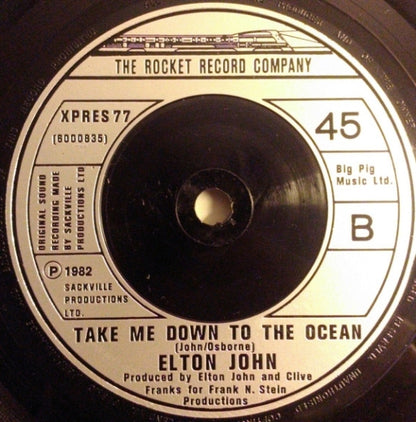 THE ROCKET RECORD COMPANY
XPRES 77
(6000835)
45
Big Pig
Music Ltd.
ORIGINAL SOUND
RECORDING MADE
BY SACKVILLE
PRODUCTIONS LTD.
B
Ⓟ 1982
SACKVILLE
PRODUCTIONS
LTD.
TAKE ME DOWN TO THE OCEAN
(John/Osborne)
ELTON JOHN
Produced by Elton John and Clive
Franks for Frank N. Stein
Productions